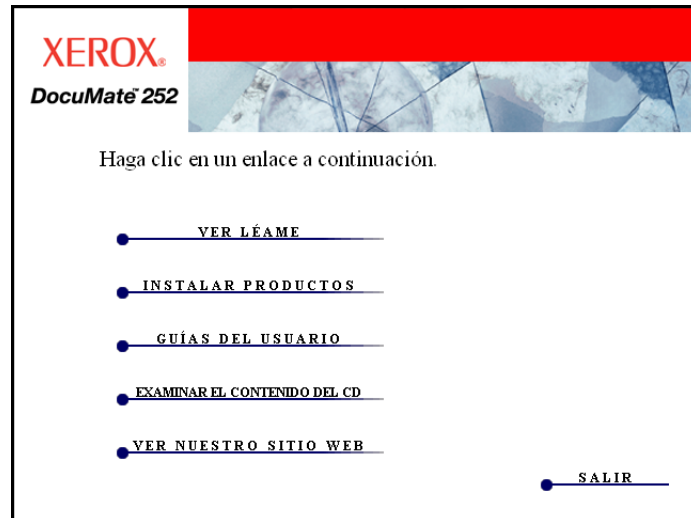 XEROX®
DocuMate™ 252
Haga clic en un enlace a continuación.
VER LÉAME
INSTALAR PRODUCTOS
GUÍAS DEL USUARIO
EXAMINAR EL CONTENIDO DEL CD
VER NUESTRO SITIO WEB
SALIR